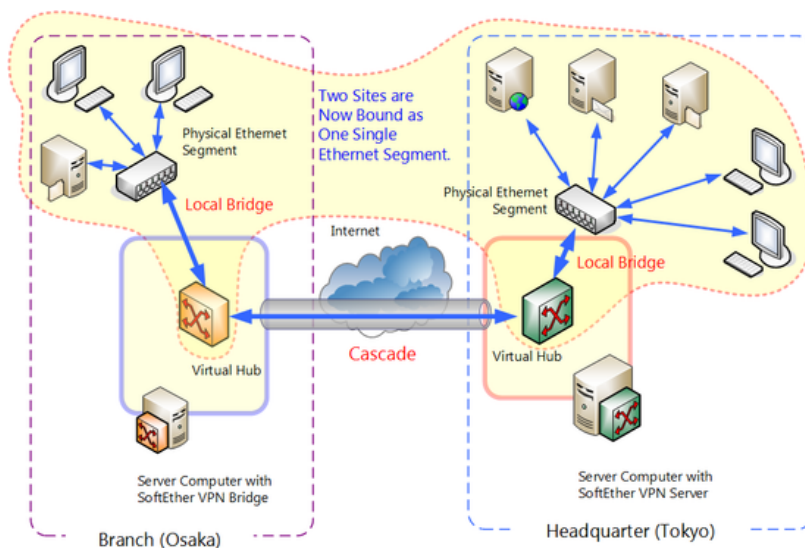 Two Sites are
Now Bound as
One Single
Ethernet Segment.
Physical Ethernet
Segment
Local Bridge
Physical Ethernet
Segment
Internet
Local Bridge
Virtual Hub
Cascade
Virtual Hub
Server Computer with
SoftEther VPN Bridge
Server Computer with
SoftEther VPN Server
Branch (Osaka)
Headquarter (Tokyo)